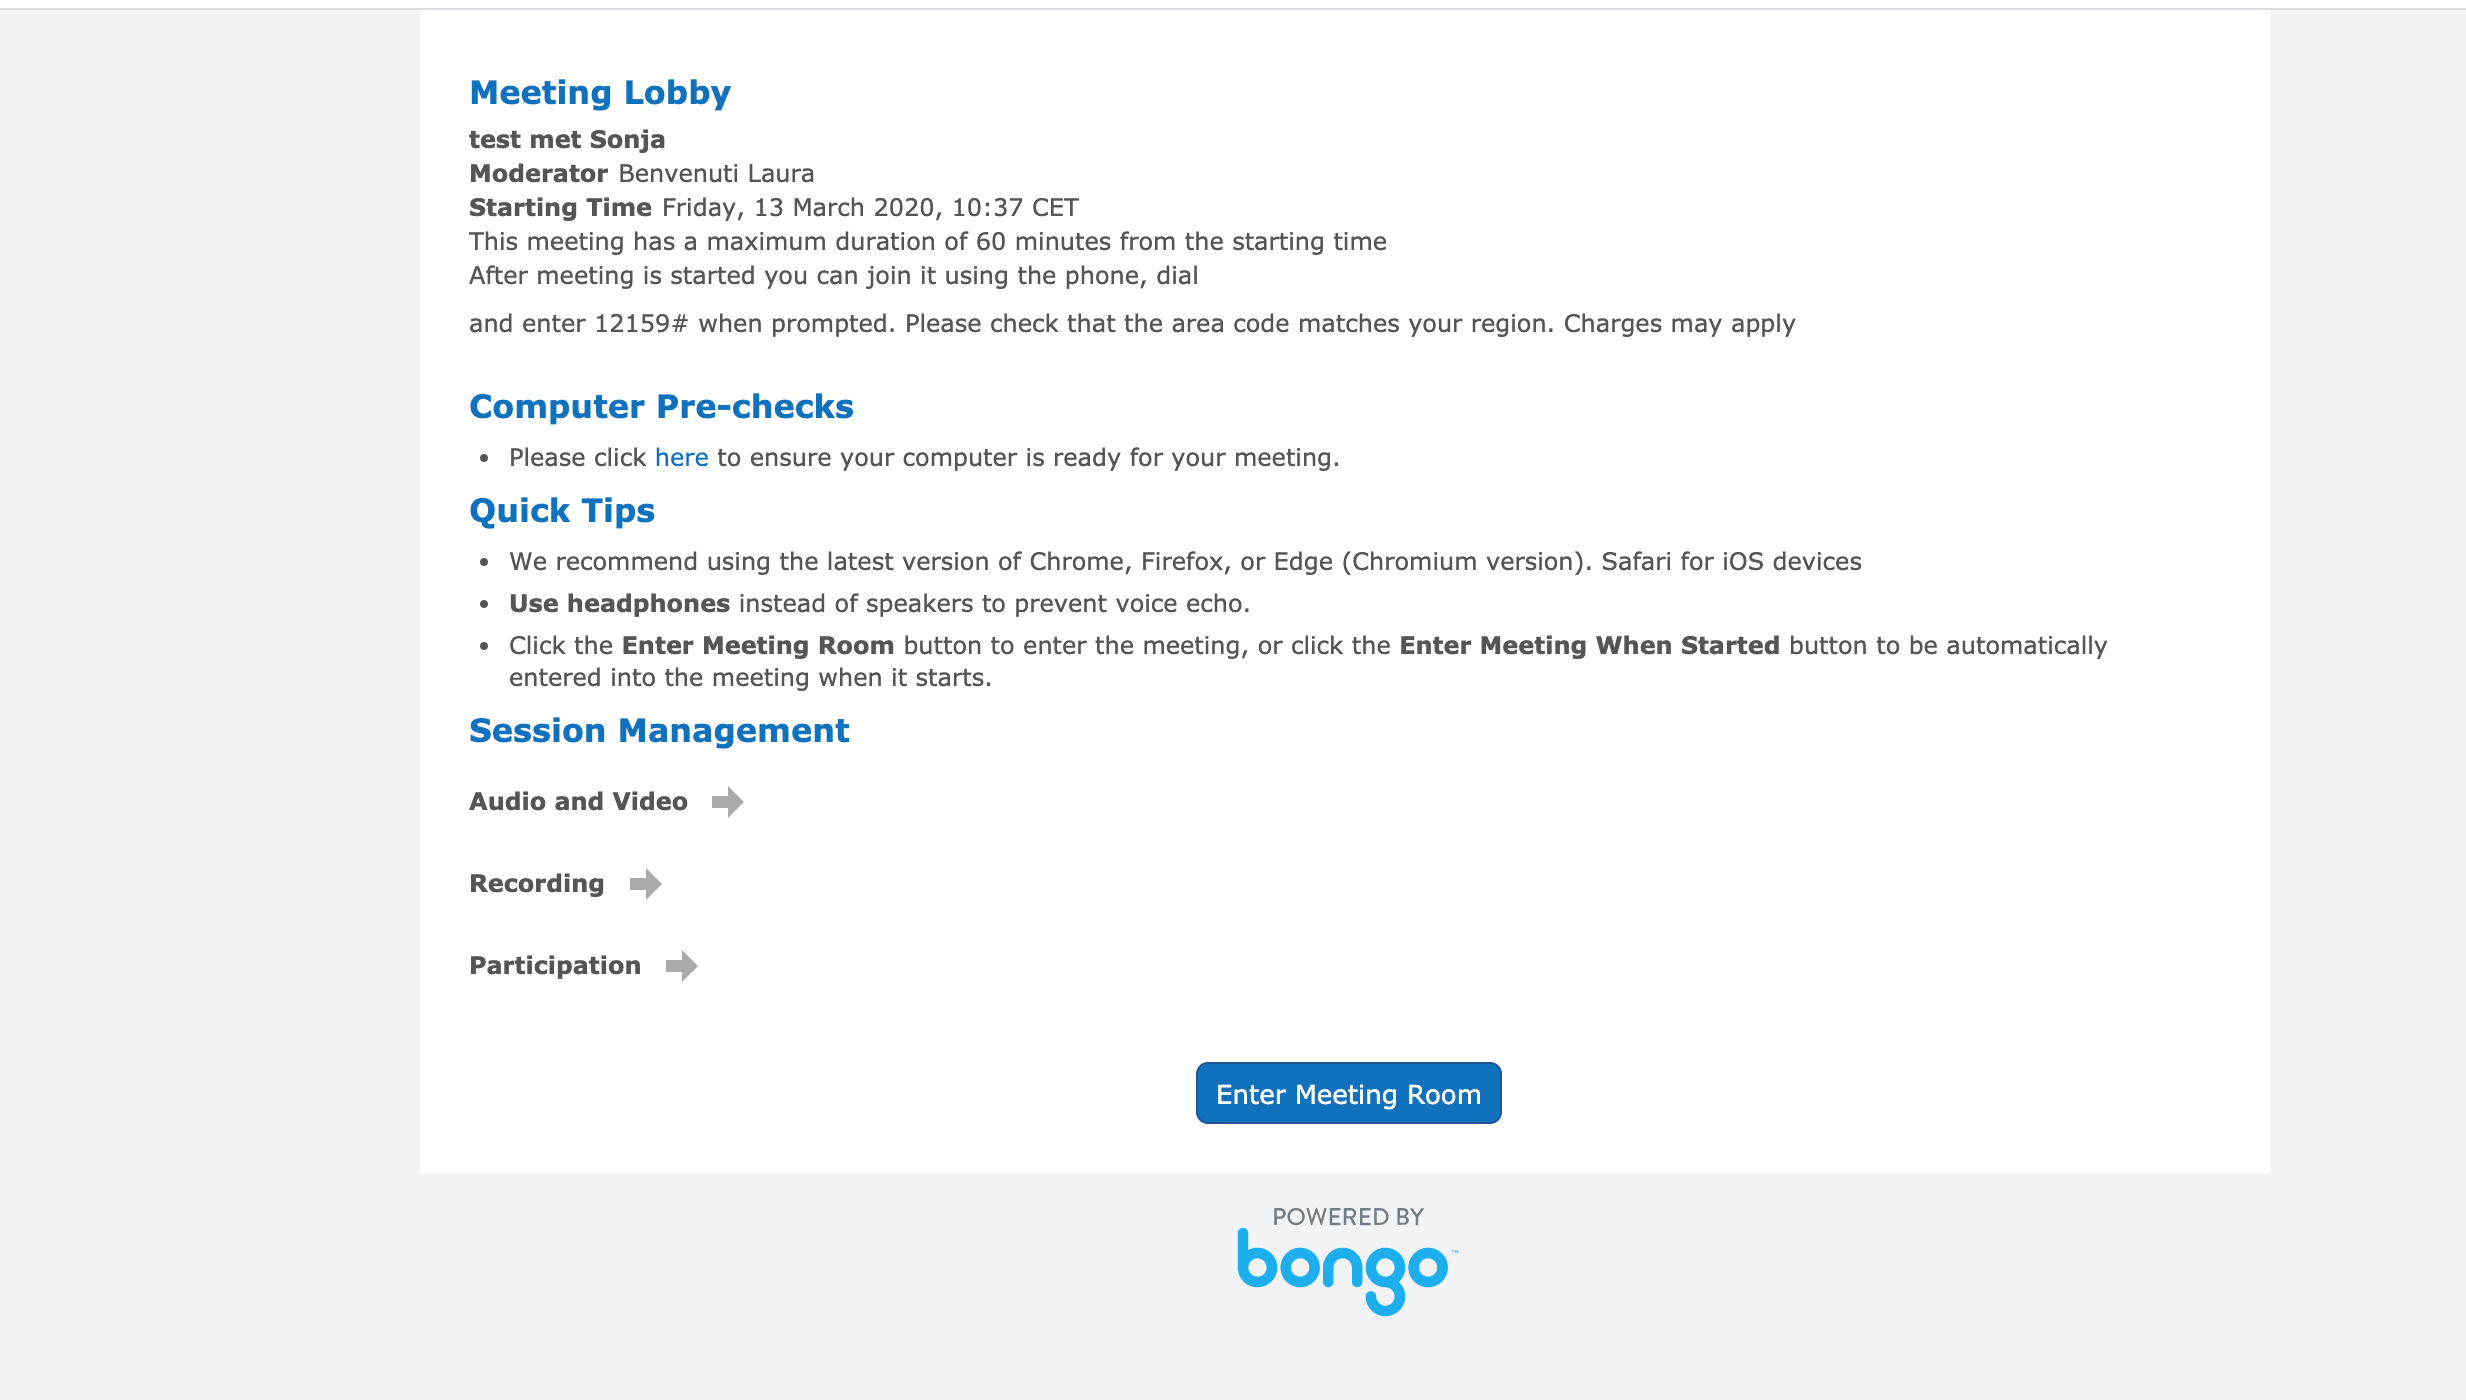 Meeting Lobby
test met Sonja
Moderator Benvenuti Laura
Starting Time Friday, 13 March 2020, 10:37 CET
This meeting has a maximum duration of 60 minutes from the starting time
After meeting is started you can join it using the phone, dial
and enter 12159# when prompted. Please check that the area code matches your region. Charges may apply
Computer Pre-checks
• Please click here to ensure your computer is ready for your meeting.
Quick Tips
• We recommend using the latest version of Chrome, Firefox, or Edge (Chromium version). Safari for iOS devices
• Use headphones instead of speakers to prevent voice echo.
• Click the Enter Meeting Room button to enter the meeting, or click the Enter Meeting When Started button to be automatically
entered into the meeting when it starts.
Session Management
Audio and Video
Recording
Participation
Enter Meeting Room
POWERED BY
bongo™